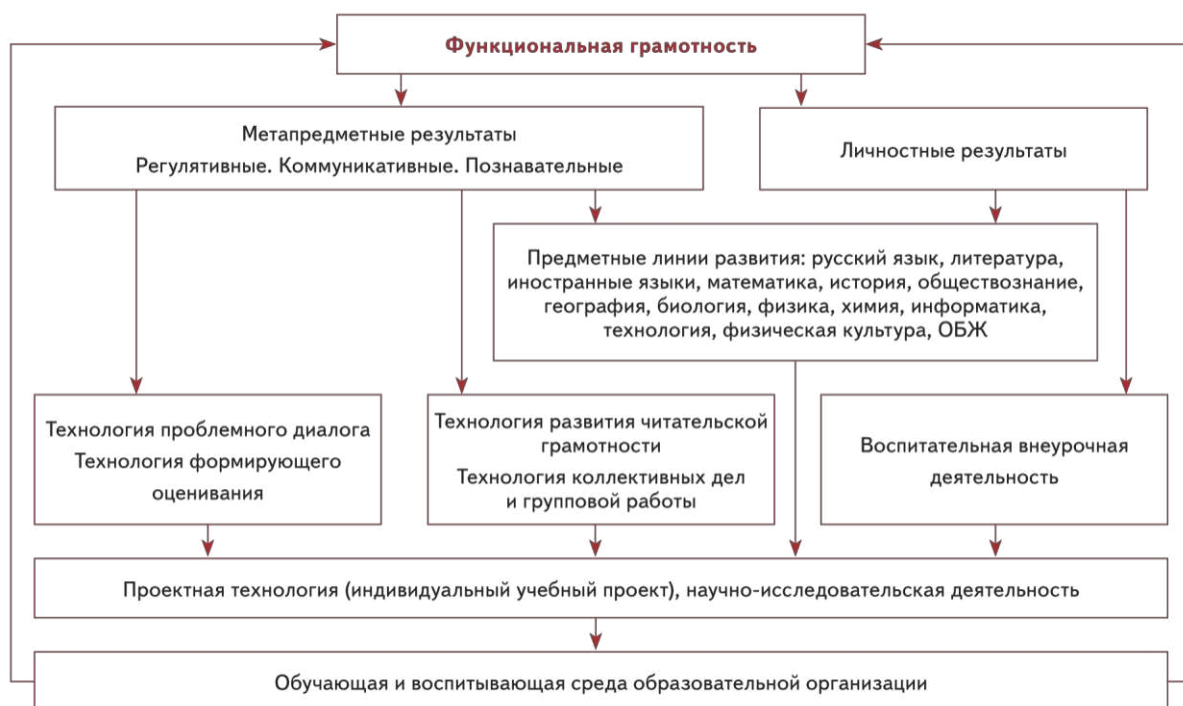 Функциональная грамотность
Метапредметные результаты
Регулятивные. Коммуникативные. Познавательные
Личностные результаты
Предметные линии развития: русский язык, литература,
иностранные языки, математика, история, обществознание,
география, биология, физика, химия, информатика,
технология, физическая культура, ОБЖ
Технология проблемного диалога
Технология формирующего
оценивания
Технология развития читательской
грамотности
Технология коллективных дел
и групповой работы
Воспитательная внеурочная
деятельность
Проектная технология (индивидуальный учебный проект), научно-исследовательская деятельность
Обучающая и воспитывающая среда образовательной организации